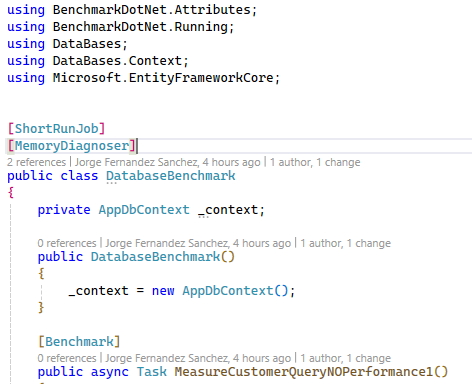 using BenchmarkDotNet.Attributes;
using BenchmarkDotNet.Running;
using DataBases;
using DataBases.Context;
using Microsoft.EntityFrameworkCore;
[ShortRunJob]
[MemoryDiagnoser]
2 references | Jorge Fernandez Sanchez, 4 hours ago | 1 author, 1 change
public class DatabaseBenchmark
{
private AppDbContext _context;
0 references | Jorge Fernandez Sanchez, 4 hours ago | 1 author, 1 change
public DatabaseBenchmark()
{
_context = new AppDbContext();
}
[Benchmark]
0 references | Jorge Fernandez Sanchez, 4 hours ago | 1 author, 1 change
public async Task MeasureCustomerQueryNOPerformance1()
{